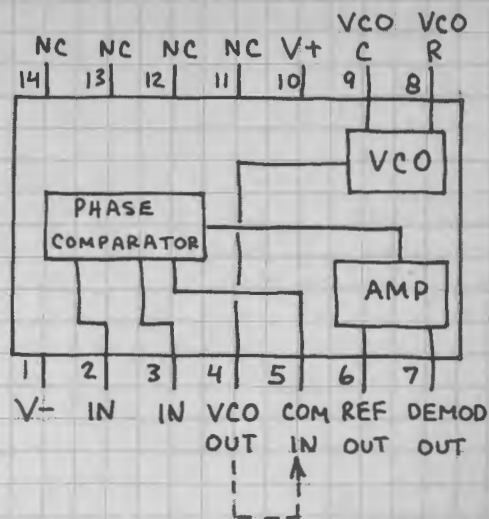 VCO VCO
NC NC NC NC V+ C R
14 13 12 11 10 9 8
VCO
PHASE
COMPARATOR
AMP
1 2 3 4 5 6 7
V- IN IN VCO COM REF DEMOD
OUT IN OUT OUT